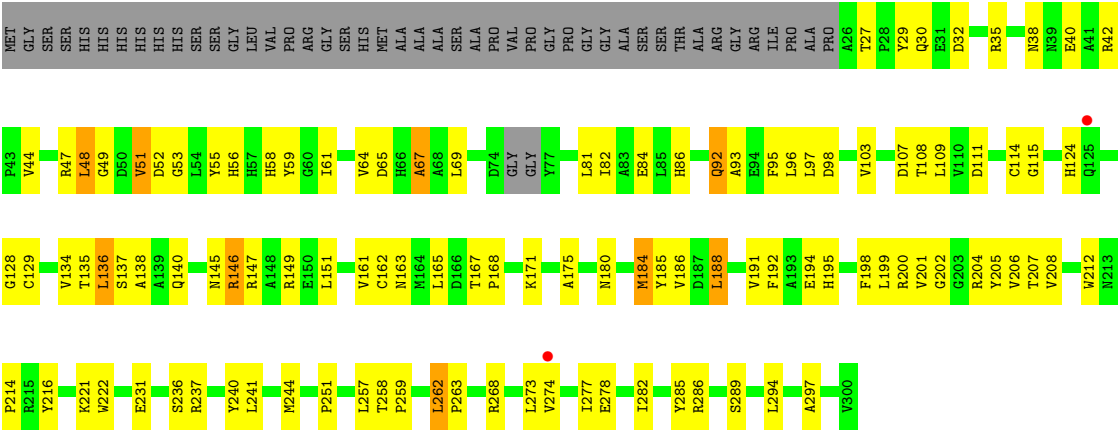 MET GLY SER SER HIS HIS HIS HIS HIS HIS SER SER GLY LEU VAL PRO ARG GLY SER HIS MET ALA ALA ALA SER ALA PRO VAL PRO GLY PRO GLY GLY ALA SER SER THR ALA ARG GLY ARG ILE PRO ALA PRO A26 T27 P28 Y29 Q30 E31 D32 R35 N38 N39 E40 A41 R42
P43 V44 R47 L48 G49 D50 V51 D52 G53 L54 Y55 H56 H57 H58 Y59 G60 I61 V64 D65 H66 A67 A68 L69 D74 GLY GLY Y77 L81 I82 A83 E84 L85 H86 Q92 A93 E94 F95 L96 L97 D98 V103 D107 T108 L109 V110 D111 C114 G115 H124 Q125
G128 C129 V134 T135 L136 S137 A138 A139 Q140 N145 R146 R147 A148 R149 E150 L151 V161 C162 N163 M164 L165 D166 T167 P168 K171 A175 N180 M184 Y185 V186 D187 L188 V191 F192 A193 E194 H195 F198 L199 R200 V201 G202 G203 R204 Y205 V206 T207 V208 W212 N213
P214 R215 Y216 K221 W222 E231 S236 R237 Y240 L241 M244 P251 L257 T258 P259 L262 P263 R268 L273 V274 I277 E278 I282 Y285 R286 S289 L294 A297 V300